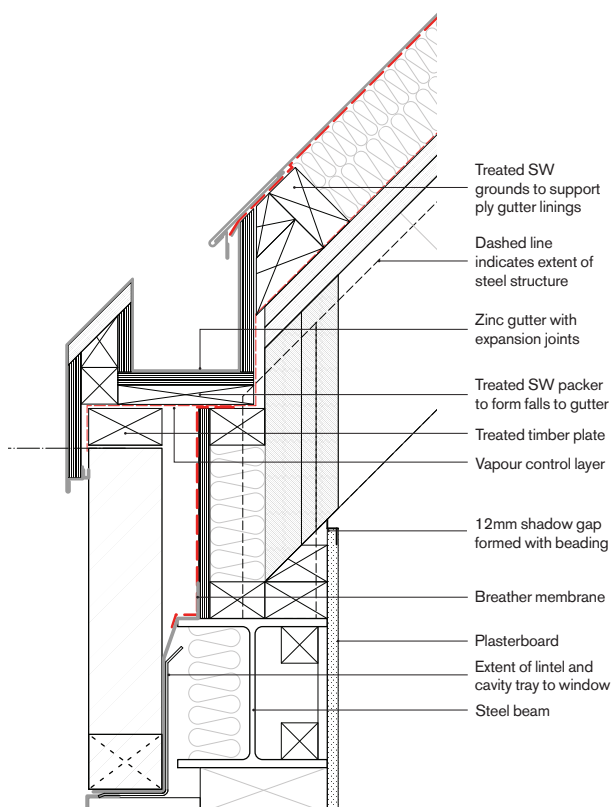 Treated SW
grounds to support
ply gutter linings
Dashed line
indicates extent of
steel structure
Zinc gutter with
expansion joints
Treated SW packer
to form falls to gutter
Treated timber plate
Vapour control layer
12mm shadow gap
formed with beading
Breather membrane
Plasterboard
Extent of lintel and
cavity tray to window
Steel beam